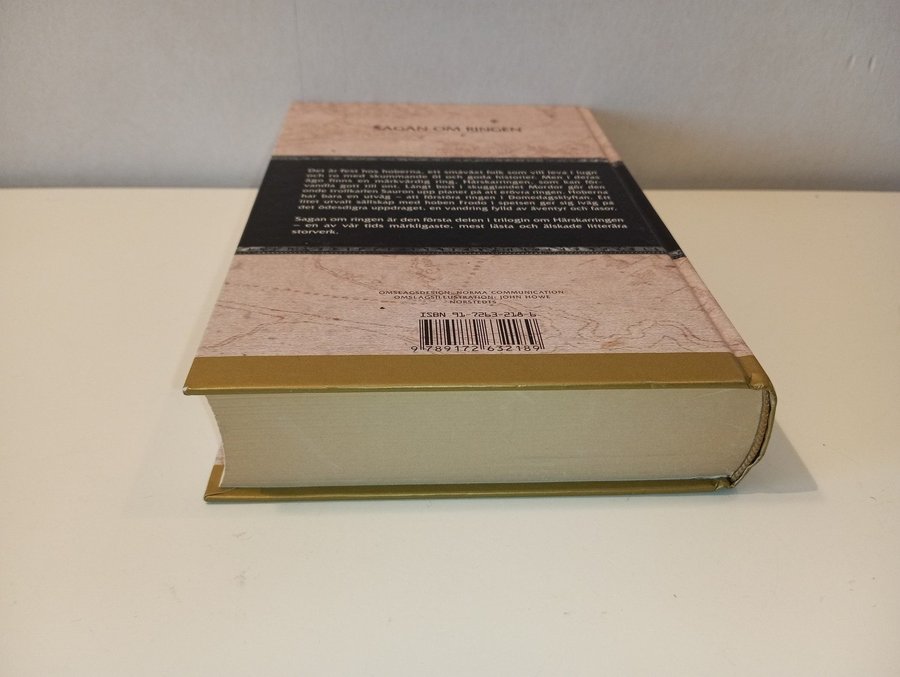 SAGAN OM RINGEN
Det är fest hos hoberna, ett småväxt folk som vill leva i lugn
och ro med skummande öl och goda historier. Men i deras
ägo finns en märkvärdig ring, Härskarringen, som kan för-
vandla gott till ont. Långt bort i skugglandet Mordor gör den
onde trollkarlen Sauron upp planer på att erövra ringen. Hoberna
har bara en utväg – att förstöra ringen i Domedagsklyftan. Ett
litet utvalt sällskap med hoben Frodo i spetsen ger sig iväg på
det ödesdigra uppdraget, en vandring fylld av äventyr och fasor.
Sagan om ringen är den första delen i trilogin om Härskarringen
– en av vår tids märkligaste, mest lästa och älskade litterära
storverk.
OMSLAGSDESIGN: NORMA COMMUNICATION
OMSLAGSILLUSTRATION: JOHN HOWE
NORSTEDTS
ISBN 91-7263-218-6
9 789172 632189